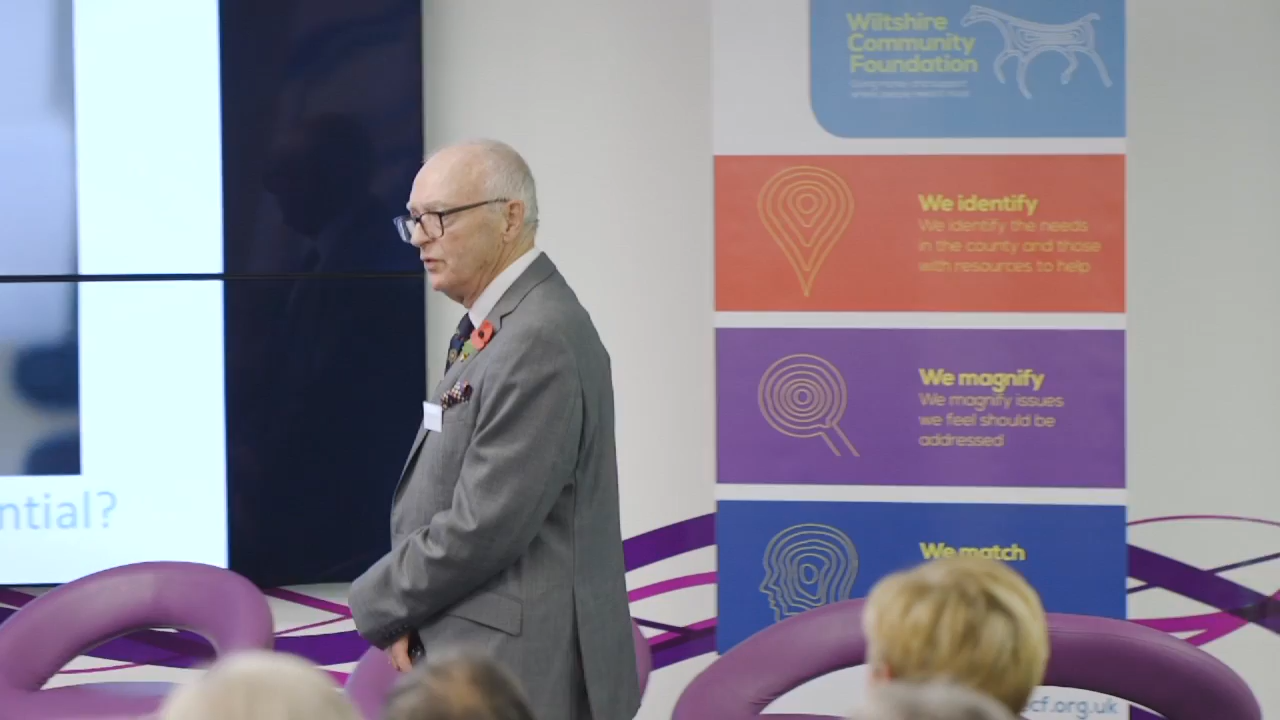 Wiltshire
Community
Foundation
We identify
We identify the needs
in the county and those
with resources to help
We magnify
We magnify issues
we feel should be
addressed
We match
ntial?
cf.org.uk